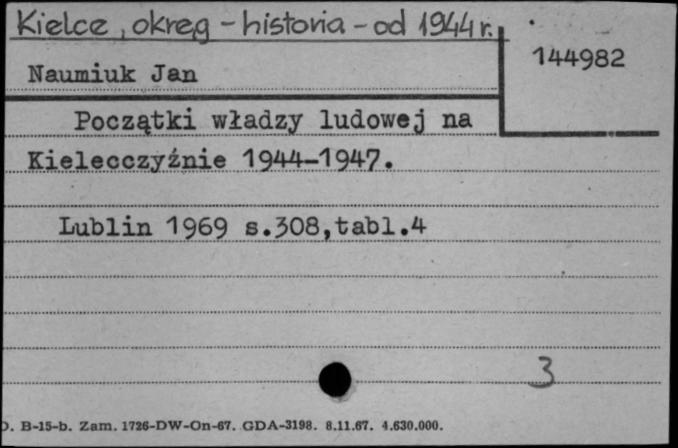 Kielce, okręg - historia - od 1944 r.
144982
Naumiuk Jan
Początki władzy ludowej na
Kielecczyźnie 1944-1947.
Lublin 1969 s.308,tabl.4
3
D. B-15-b. Zam. 1726-DW-On-67. GDA-3198. 8.11.67. 4.630.000.